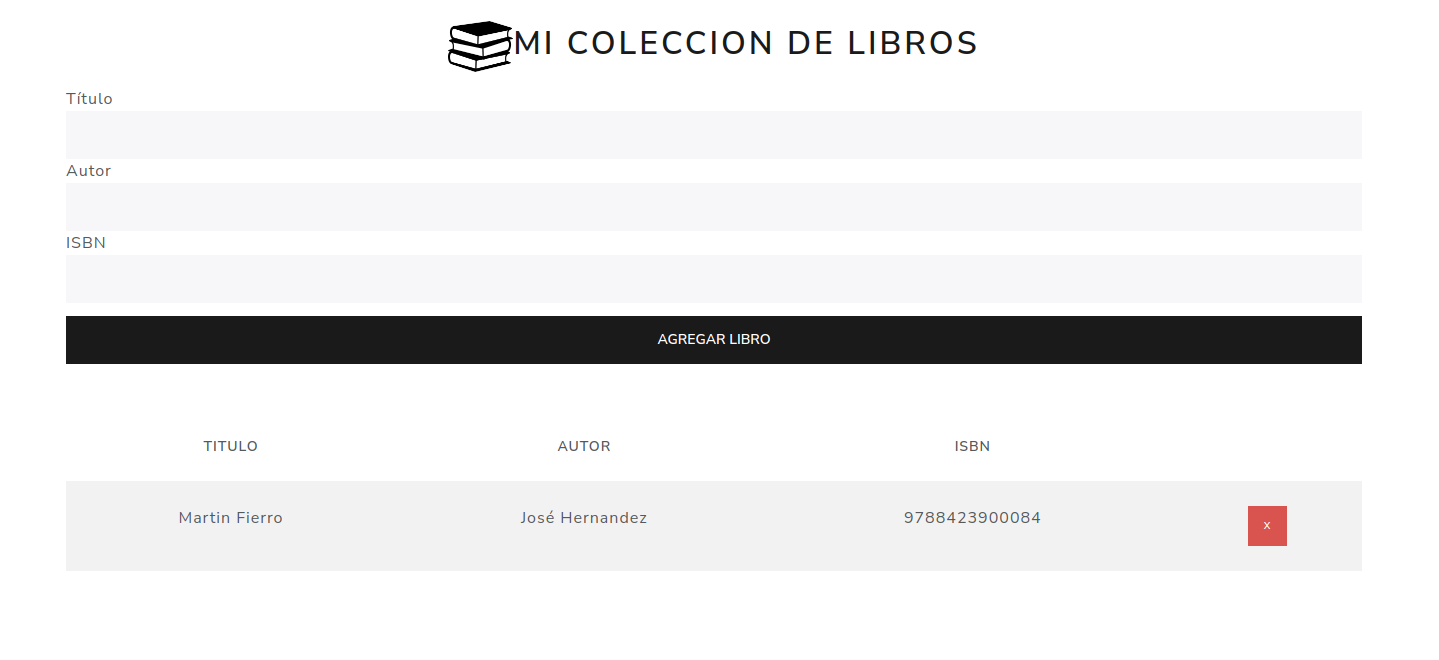 MI COLECCION DE LIBROS
Título
Autor
ISBN
AGREGAR LIBRO
TITULO AUTOR ISBN
Martin Fierro José Hernandez 9788423900084 x